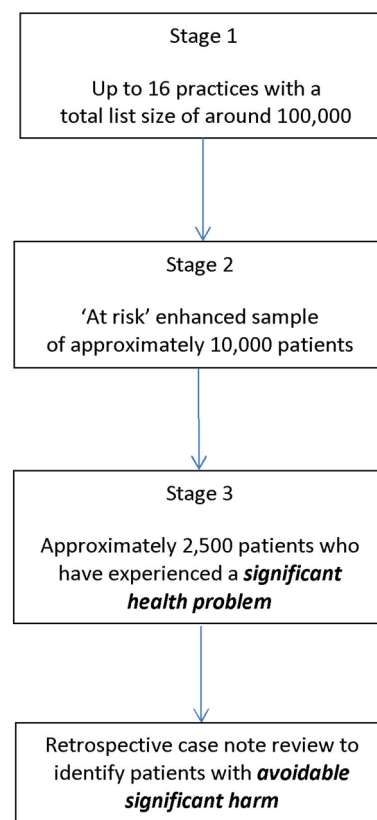 Stage 1
Up to 16 practices with a
total list size of around 100,000
Stage 2
‘At risk’ enhanced sample
of approximately 10,000 patients
Stage 3
Approximately 2,500 patients who
have experienced a significant
health problem
Retrospective case note review to
identify patients with avoidable
significant harm